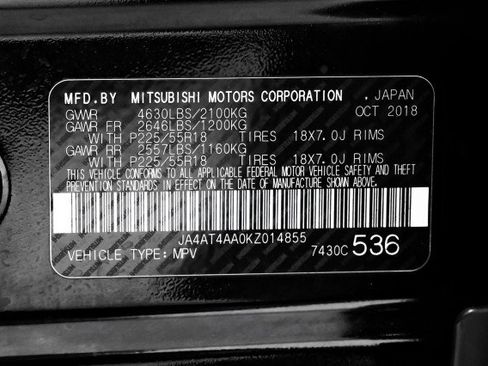 MFD.BY MITSUBISHI MOTORS CORPORATION . JAPAN
GVWR 4630LBS/2100KG OCT 2018
GAWR FR 2646LBS/1200KG
WITH P225/55R18 TIRES 18X7.0J RIMS
GAWR RR 2557LBS/1160KG
WITH P225/55R18 TIRES 18X7.0J RIMS
THIS VEHICLE CONFORMS TO ALL APPLICABLE FEDERAL MOTOR VEHICLE SAFETY AND THEFT
PREVENTION STANDARDS IN EFFECT ON THE DATE OF MANUFACTURE SHOWN ABOVE.
JA4AT4AA0KZ014855
VEHICLE TYPE: MPV 7430C 536